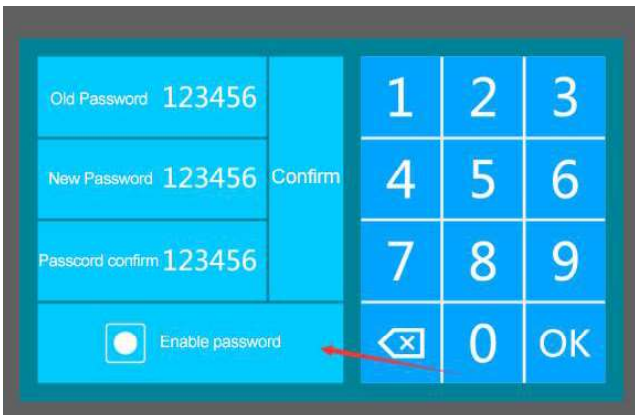 Old Password 123456
New Password 123456
Passcord confirm 123456
Confirm
Enable password
1 2 3
4 5 6
7 8 9
0 OK